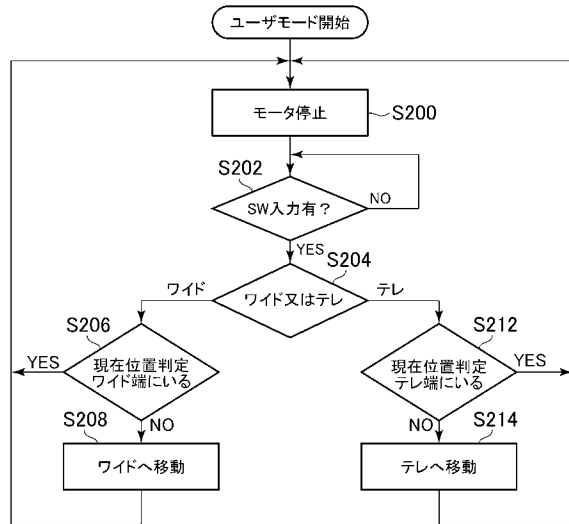 ユーザモード開始
モータ停止
S200
S202
SW入力有?
NO
YES
S204
ワイド又はテレ
ワイド
テレ
S206
現在位置判定
ワイド端にいる
YES
NO
S212
現在位置判定
テレ端にいる
YES
NO
S208
ワイドへ移動
S214
テレへ移動